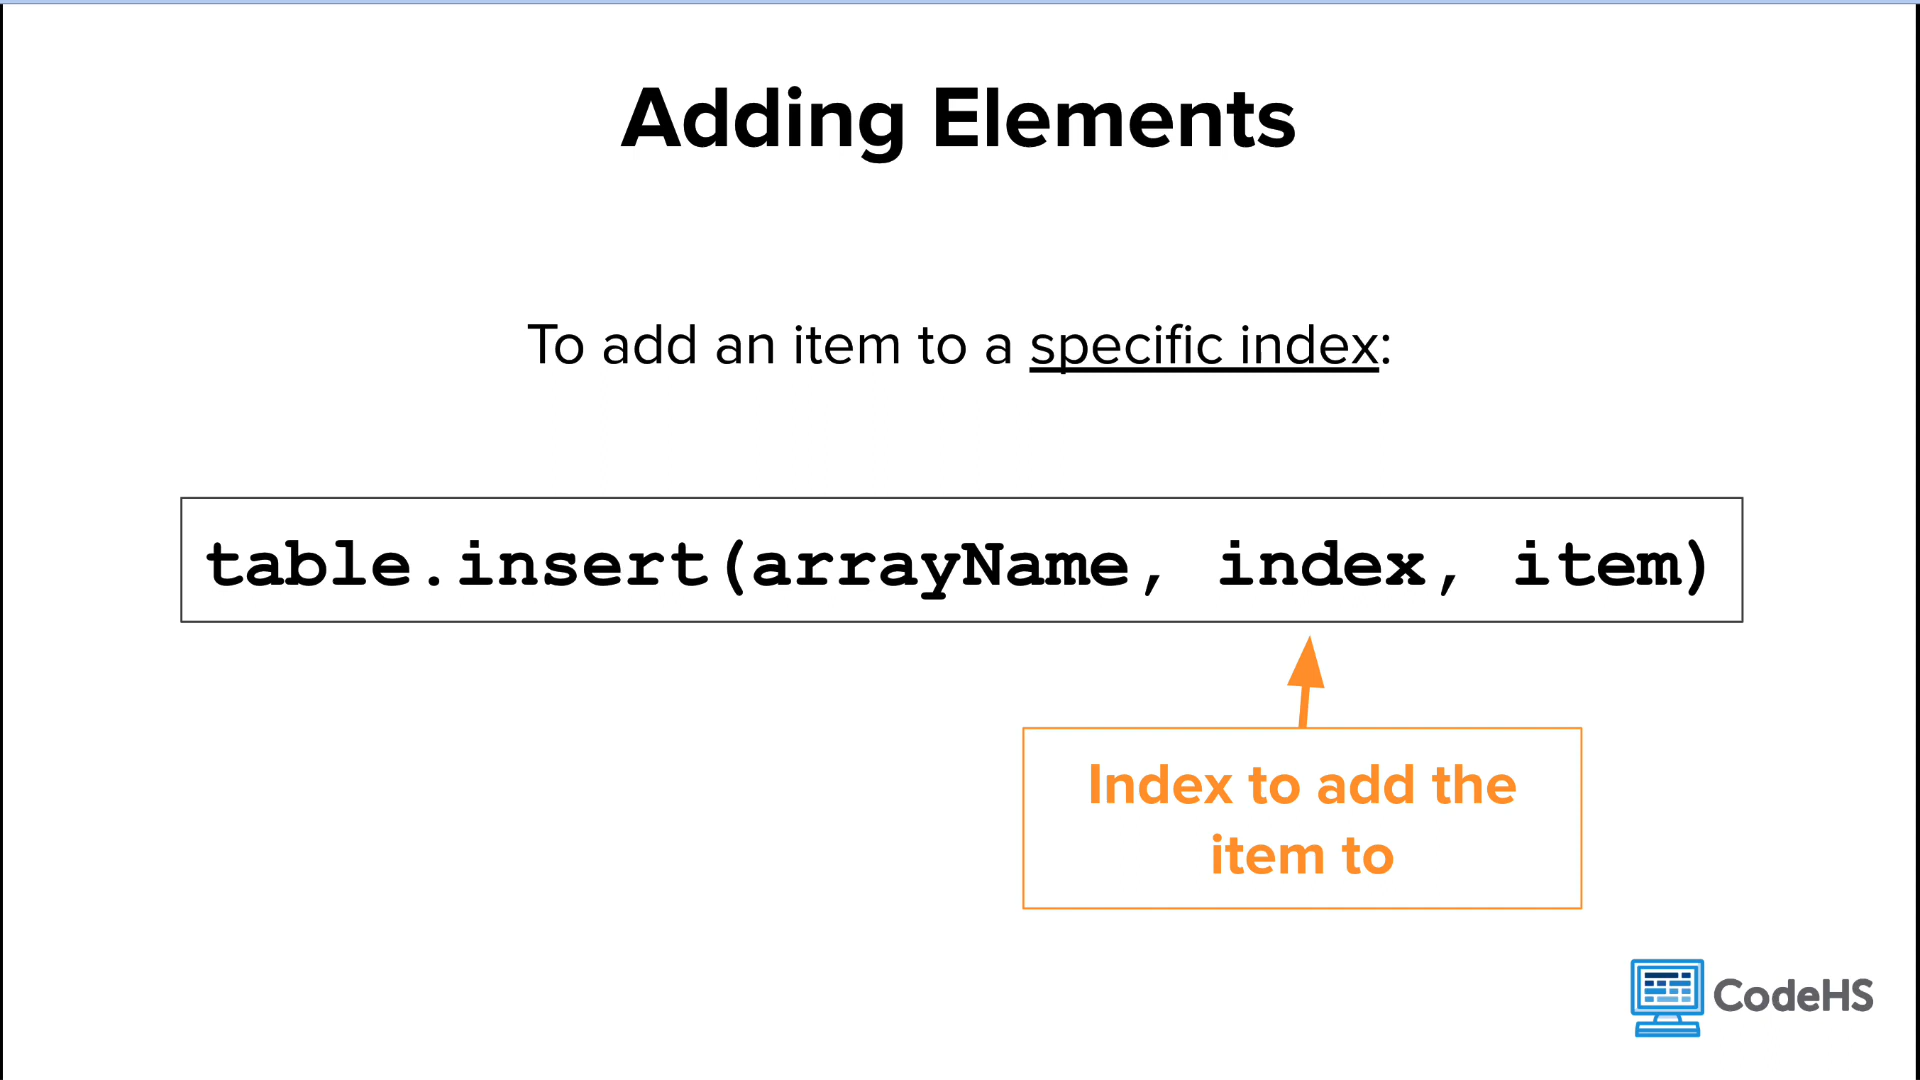 Adding Elements
To add an item to a specific index:
table.insert(arrayName, index, item)
Index to add the
item to
CodeHS